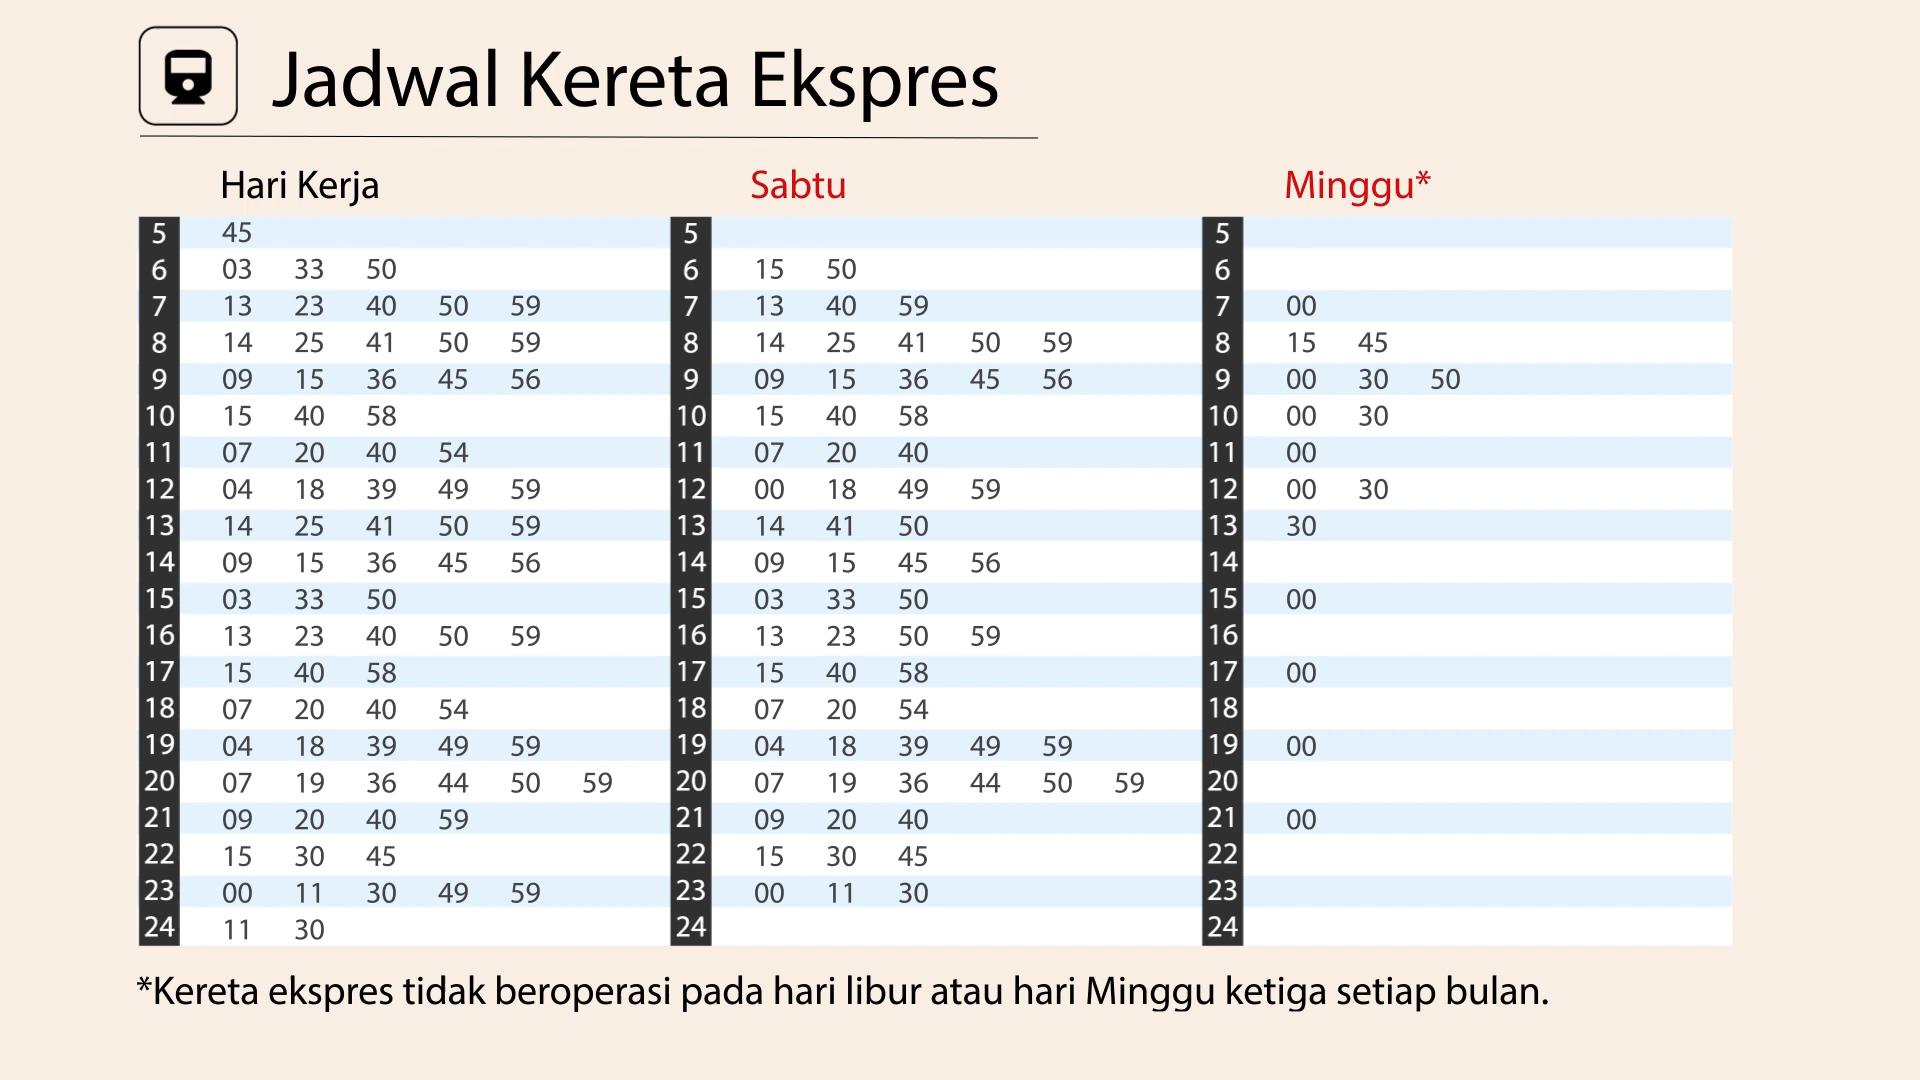 Jadwal Kereta Ekspres
Hari Kerja Sabtu Minggu*
5 45 5 5
6 03 33 50 6 15 50 6
7 13 23 40 50 59 7 13 40 59 7 00
8 14 25 41 50 59 8 14 25 41 50 59 8 15 45
9 09 15 36 45 56 9 09 15 36 45 56 9 00 30 50
10 15 40 58 10 15 40 58 10 00 30
11 07 20 40 54 11 07 20 40 11 00
12 04 18 39 49 59 12 00 18 49 59 12 00 30
13 14 25 41 50 59 13 14 41 50 13 30
14 09 15 36 45 56 14 09 15 45 56 14
15 03 33 50 15 03 33 50 15 00
16 13 23 40 50 59 16 13 23 50 59 16
17 15 40 58 17 15 40 58 17 00
18 07 20 40 54 18 07 20 54 18
19 04 18 39 49 59 19 04 18 39 49 59 19 00
20 07 19 36 44 50 59 20 07 19 36 44 50 59 20
21 09 20 40 59 21 09 20 40 21 00
22 15 30 45 22 15 30 45 22
23 00 11 30 49 59 23 00 11 30 23
24 11 30 24 24
*Kereta ekspres tidak beroperasi pada hari libur atau hari Minggu ketiga setiap bulan.